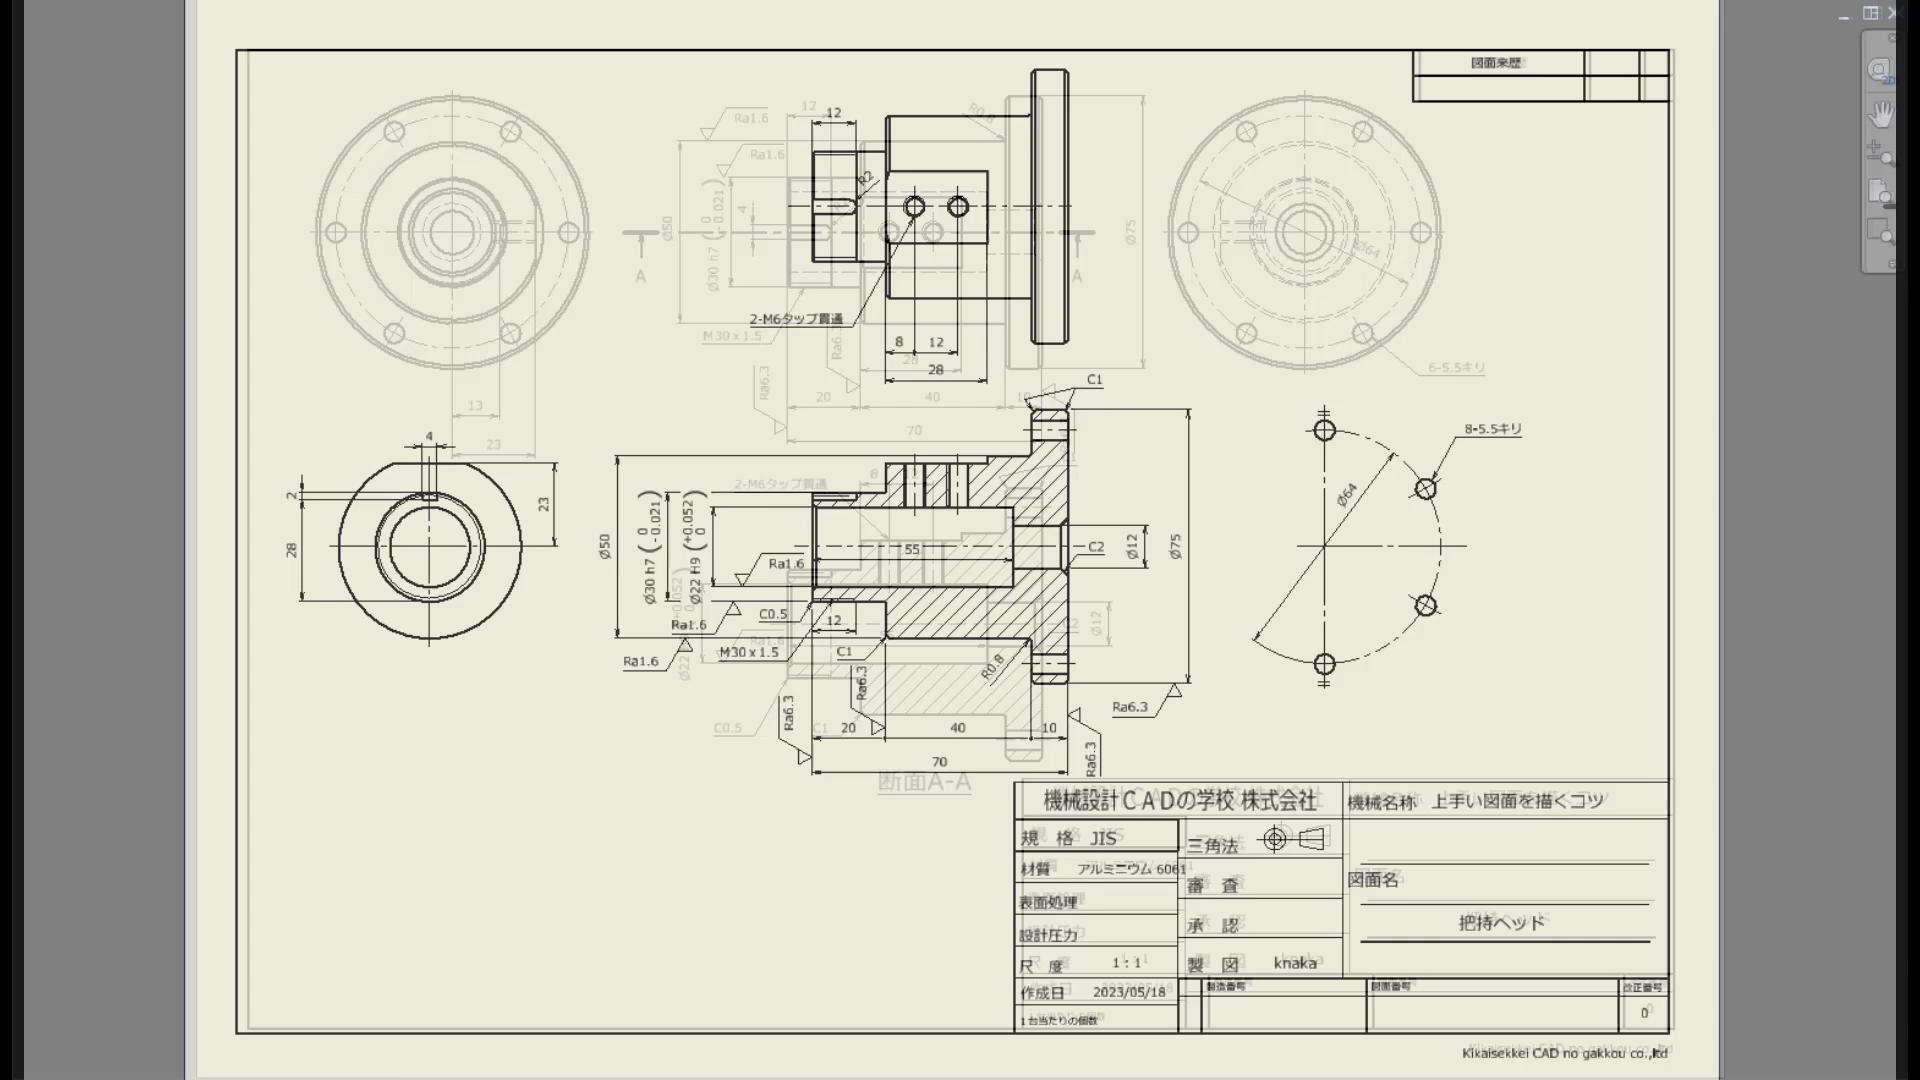 図面来歴
12
Ra1.6
Ra1.6
12
R0.8
R2
4
Ø50
Ø30 h7 ( 0 -0.021)
Ø75
Ø64
A
A
2-M6タップ貫通
M30 x 1.5
Ra6.3
8
12
28
28
6-5.5キリ
13
23
20
40
70
C1
4
2
28
23
Ø50
Ø30 h7 ( 0 -0.021)
Ø22 H9 (+0.052 0)
2-M6タップ貫通
8
55
C2
Ø12
Ø75
Ø64
8-5.5キリ
Ra1.6
Ra1.6
Ra1.6
C0.5
12
M30 x 1.5
C1
R0.8
Ra1.6
Ø22
+0.052
0
Ø12
Ra6.3
Ra6.3
Ra6.3
Ra6.3
C0.5
C1
20
40
10
70
断面A-A
機械設計CADの学校 株式会社
機械名称 上手い図面を描くコツ
規 格 JIS
三角法
材質 アルミニウム 6061
審 査
図面名
表面処理
把持ヘッド
設計圧力
承 認
尺 度 1 : 1
製 図 knaka
作成日 2023/05/18
製造番号
図面番号
改正番号
1台当たりの個数
0
Kikaisekkei CAD no gakkou co.,ltd